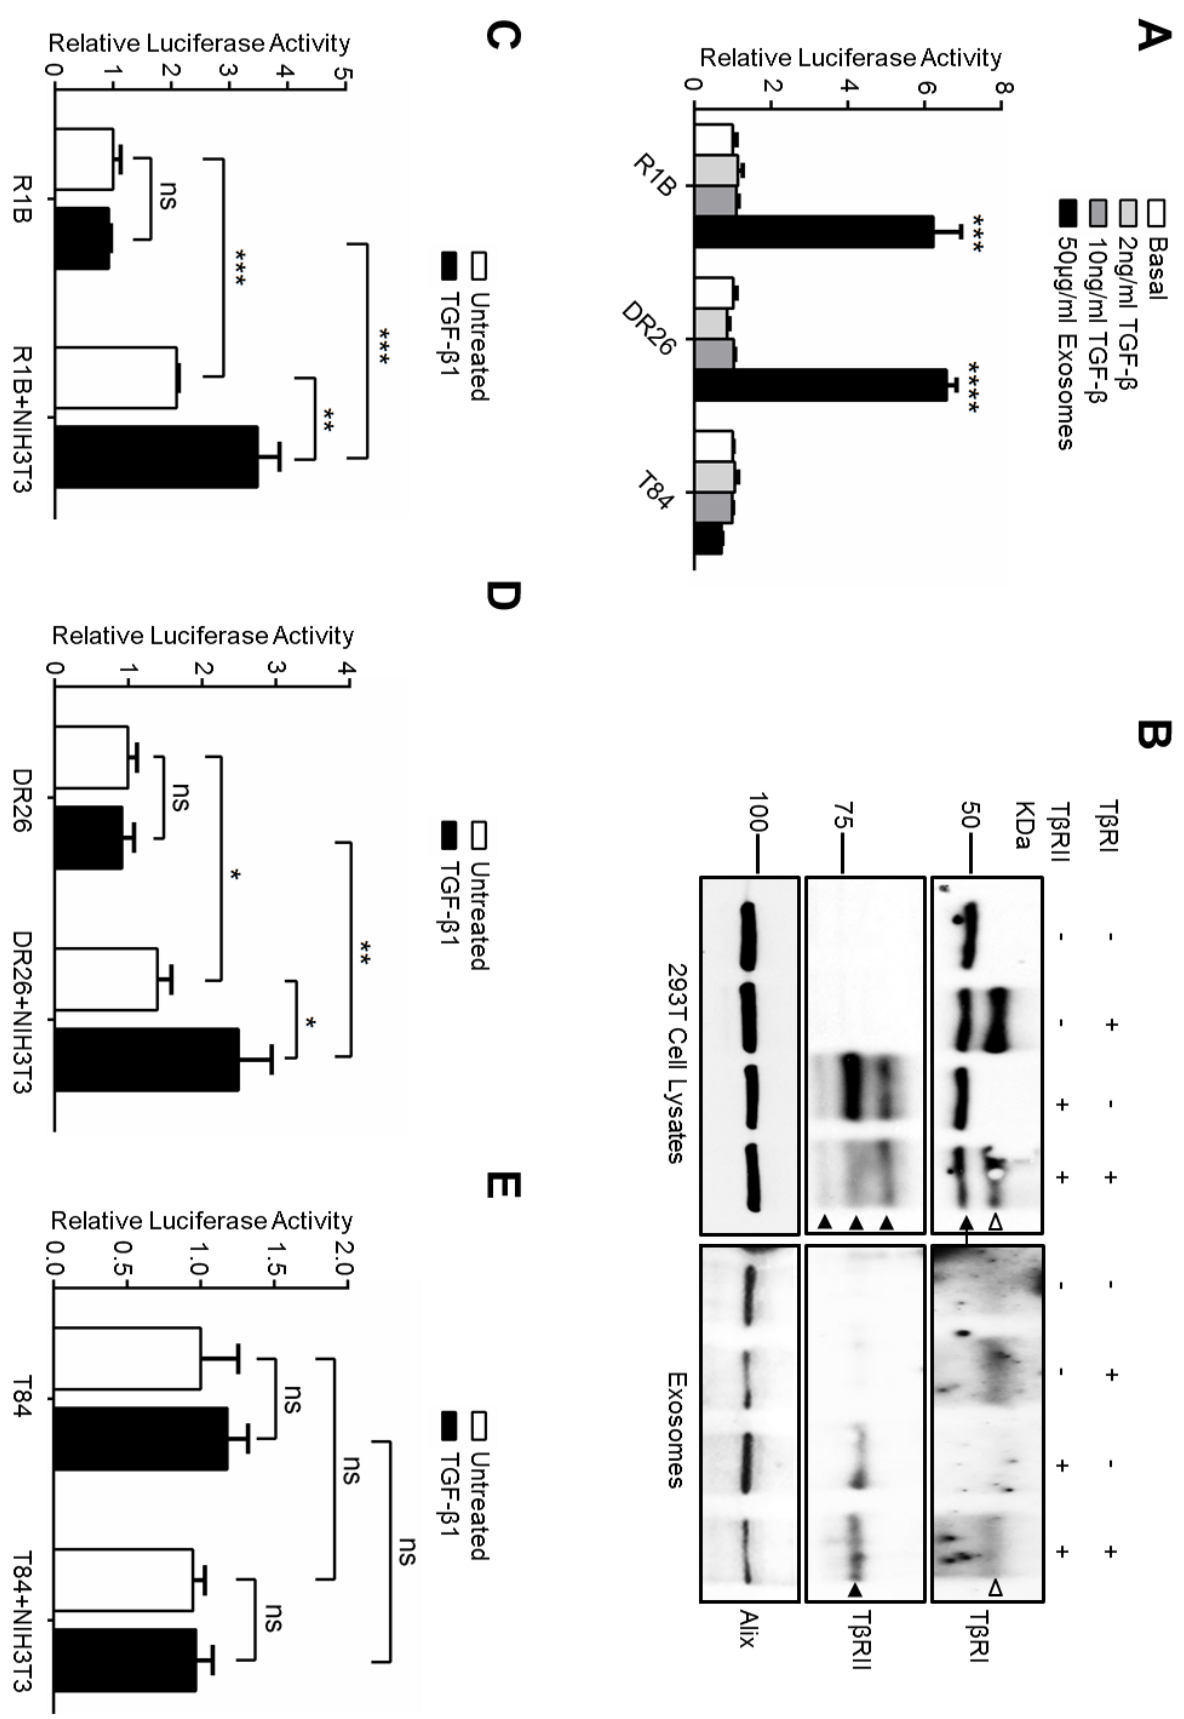 A
Basal
2ng/ml TGF-β
10ng/ml TGF-β
50µg/ml Exosomes
Relative Luciferase Activity
8
6
4
2
0
***
****
R1B
DR26
T84
B
TβRI - + - + - + - +
TβRII - - + + - - + +
KDa
50
75
100
TβRI
TβRII
Alix
293T Cell Lysates
Exosomes
C
Untreated
TGF-β1
Relative Luciferase Activity
5
4
3
2
1
0
***
***
**
ns
R1B
R1B+NIH3T3
D
Untreated
TGF-β1
Relative Luciferase Activity
4
3
2
1
0
**
*
*
ns
DR26
DR26+NIH3T3
E
Untreated
TGF-β1
Relative Luciferase Activity
2.0
1.5
1.0
0.5
0.0
ns
ns
ns
ns
T84
T84+NIH3T3